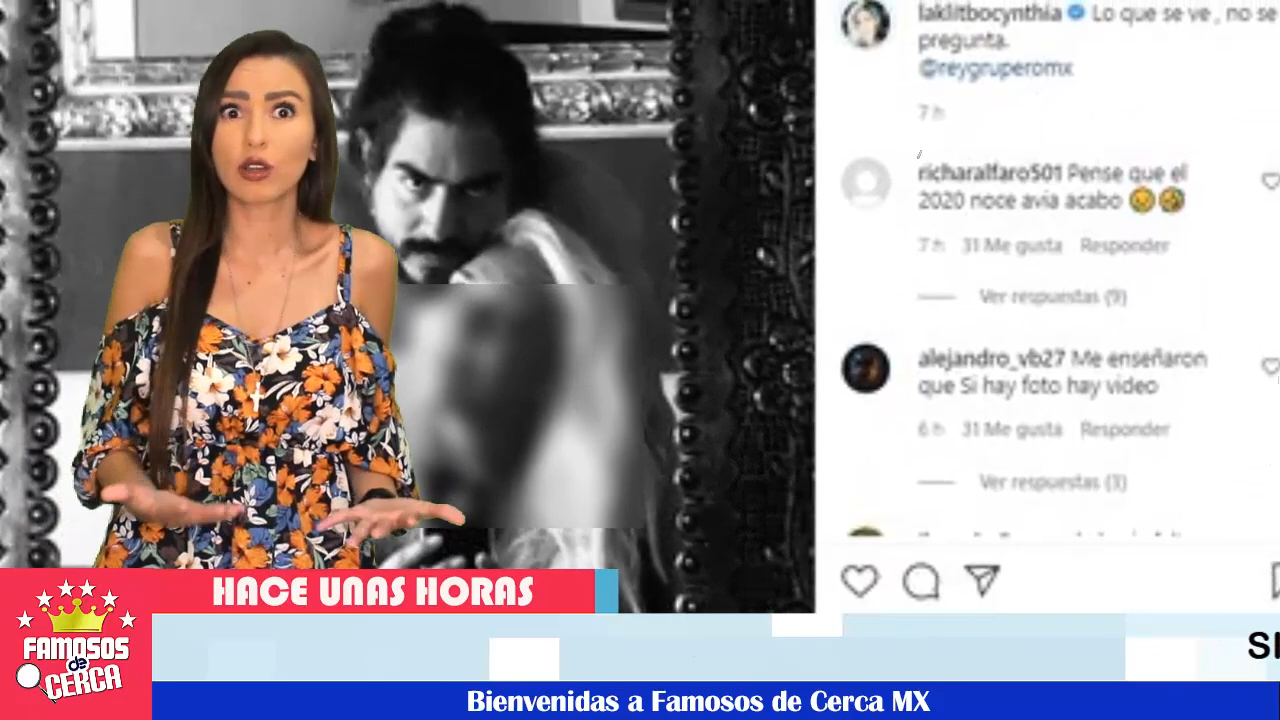 laklitbocynthia Lo que se ve , no se
pregunta.
@reygruperomx
7 h
richaralfaro501 Pense que el
2020 noce avia acabo
7 h 31 Me gusta Responder
Ver respuestas (9)
alejandro_vb27 Me enseñaron
que Si hay foto hay video
6 h 31 Me gusta Responder
Ver respuestas (3)
HACE UNAS HORAS
FAMOSOS
de
CERCA
Bienvenidas a Famosos de Cerca MX